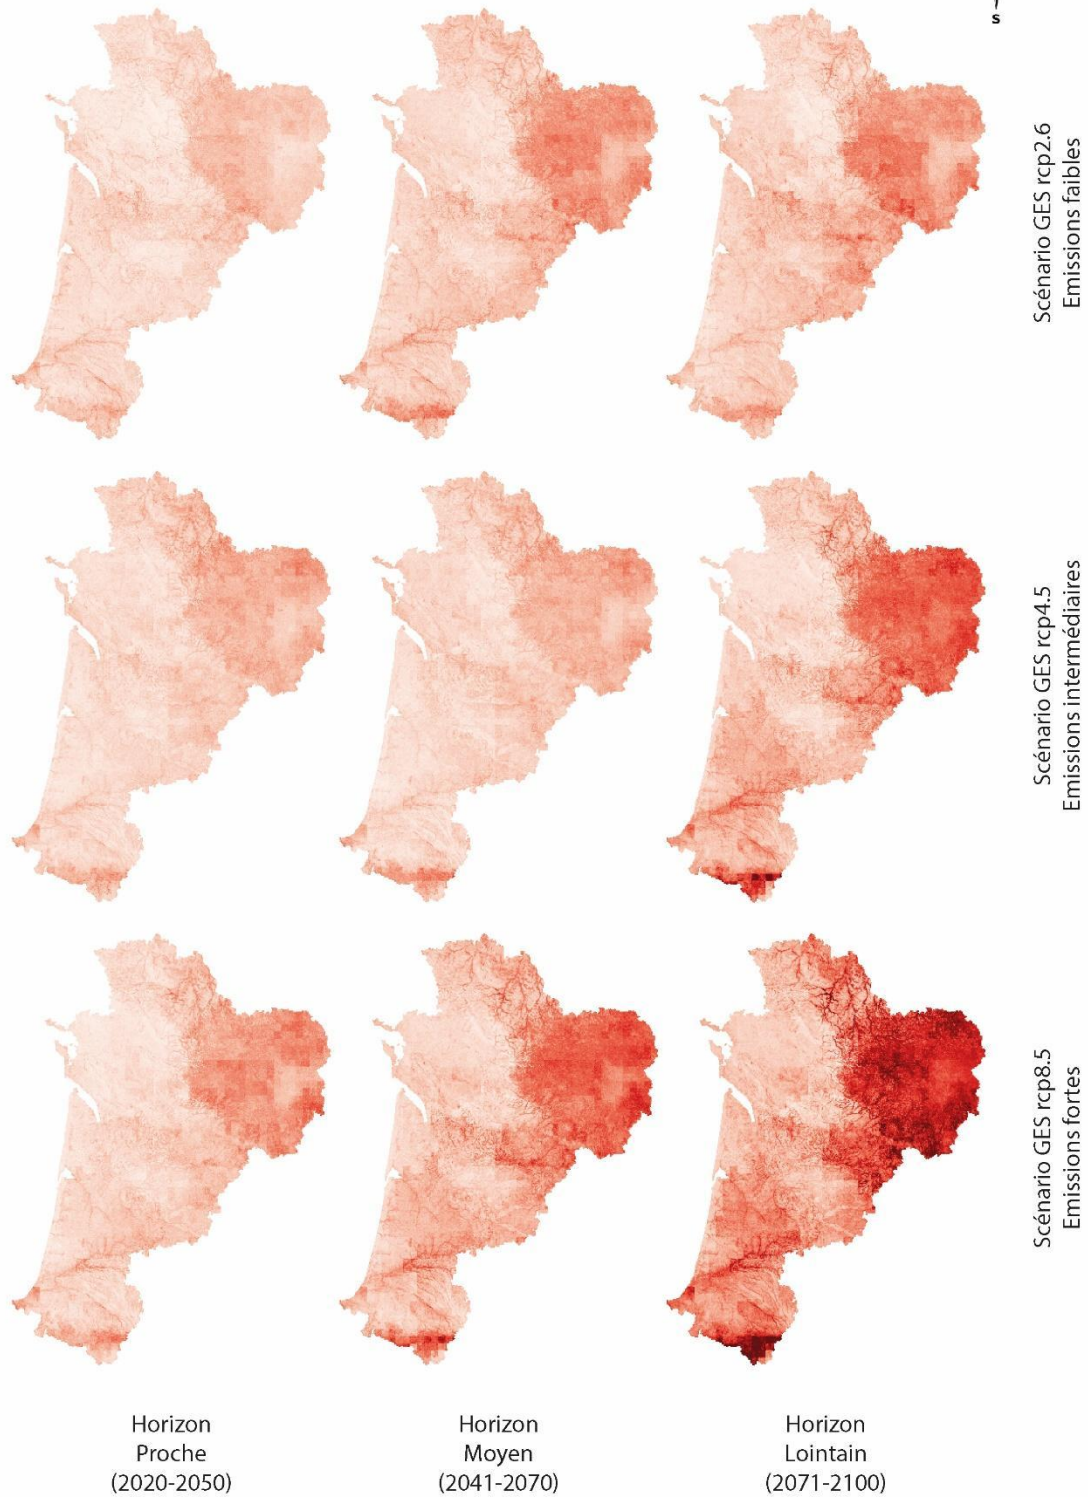 s
Scénario GES rcp2.6
Emissions faibles
Scénario GES rcp4.5
Emissions intermédiaires
Scénario GES rcp8.5
Emissions fortes
Horizon
Proche
(2020-2050)
Horizon
Moyen
(2041-2070)
Horizon
Lointain
(2071-2100)